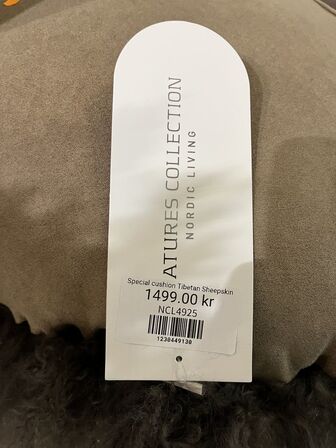 ATURES COLLECTION
NORDIC LIVING
Special cushion Tibetan Sheepskin
1499.00 kr
NCL4925
1230449130